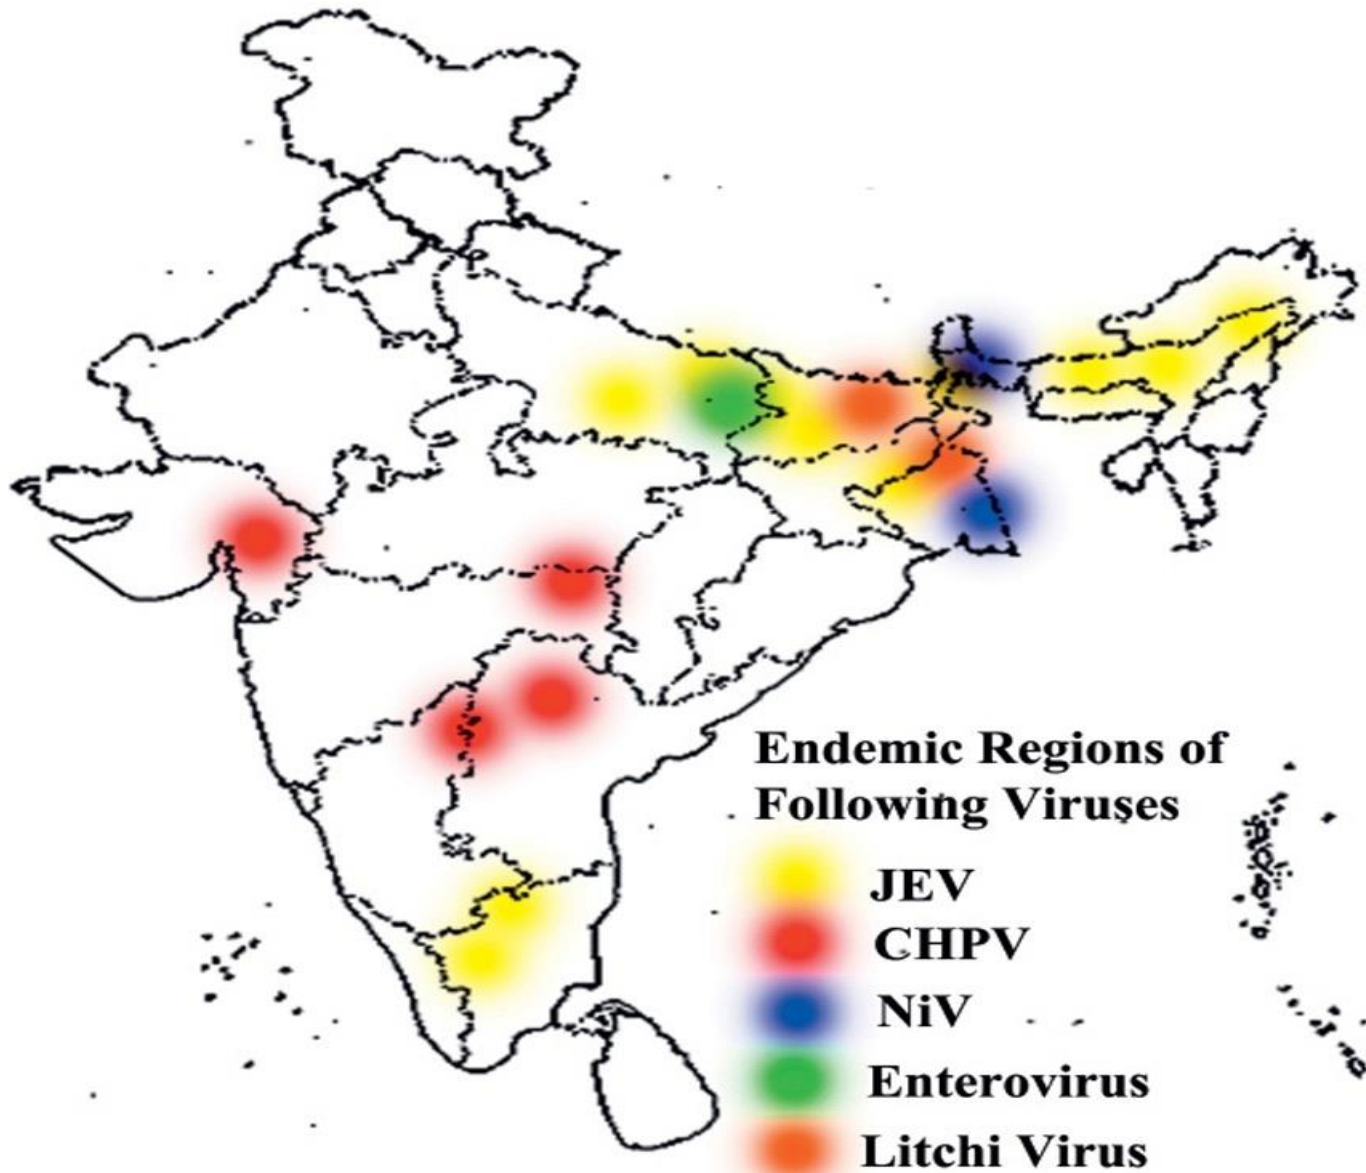 Endemic Regions of
Following Viruses
JEV
CHPV
NiV
Enterovirus
Litchi Virus